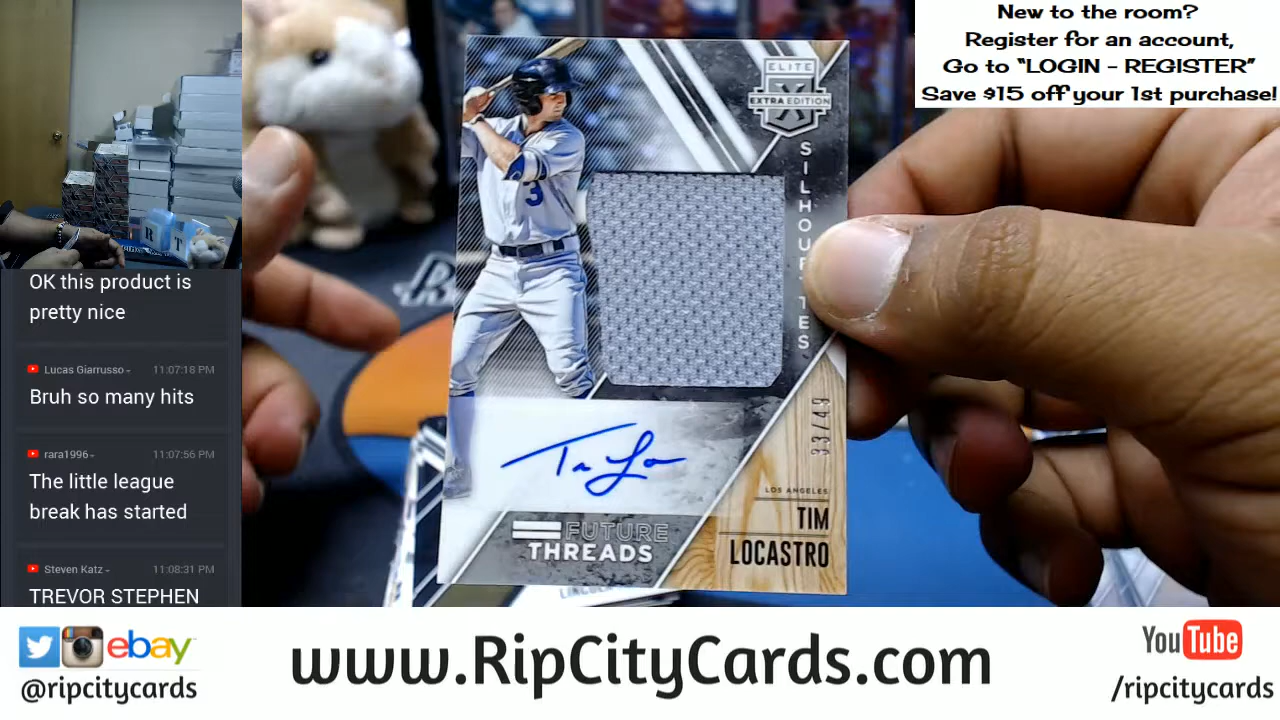 New to the room?
Register for an account,
Go to "LOGIN - REGISTER"
Save $15 off your 1st purchase!
R T
OK this product is
pretty nice
Lucas Giarrusso
11:07:18 PM
Bruh so many hits
rara1996
11:07:56 PM
The little league
break has started
Steven Katz
11:08:31 PM
TREVOR STEPHEN
ELITE
EXTRA EDITION
X
SILHOUETTES
3
33/49
LOS ANGELES
TIM
LOCASTRO
FUTURE
THREADS
ebay
@ripcitycards
www.RipCityCards.com
YouTube
/ripcitycards